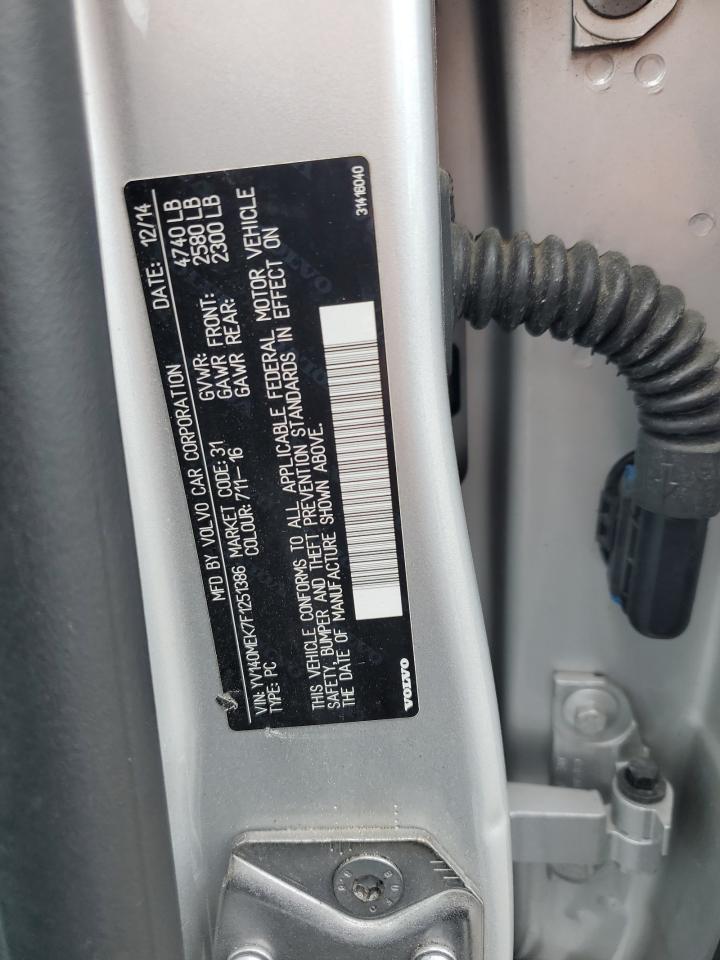 MFD BY VOLVO CAR CORPORATION DATE: 12/14
GVWR: 4740 LB
GAWR FRONT: 2580 LB
GAWR REAR: 2300 LB
VIN: YV140MEK7F1251386 MARKET CODE: 31
TYPE: PC COLOUR: 711-16
THIS VEHICLE CONFORMS TO ALL APPLICABLE FEDERAL MOTOR VEHICLE
SAFETY, BUMPER AND THEFT PREVENTION STANDARDS IN EFFECT ON
THE DATE OF MANUFACTURE SHOWN ABOVE.
VOLVO 31416040